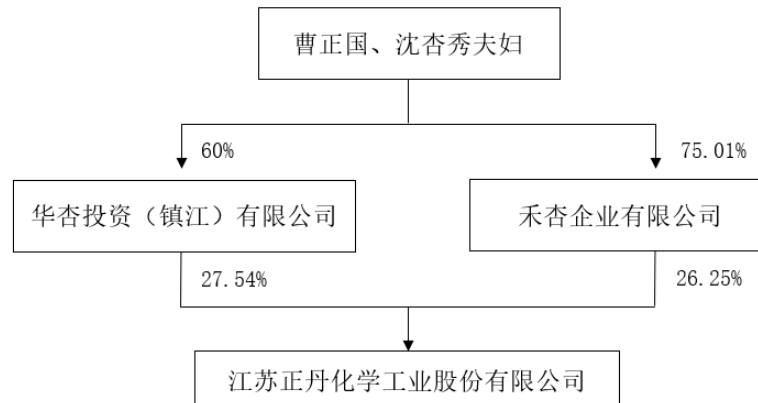 曹正国、沈杏秀夫妇
60%
75.01%
华杏投资（镇江）有限公司
禾杏企业有限公司
27.54%
26.25%
江苏正丹化学工业股份有限公司